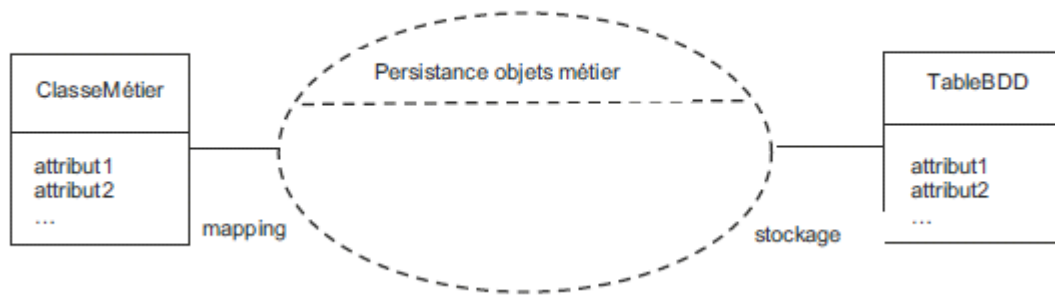 Persistance objets métier
ClasseMétier
attribut1
attribut2
...
mapping
TableBDD
attribut1
attribut2
...
stockage